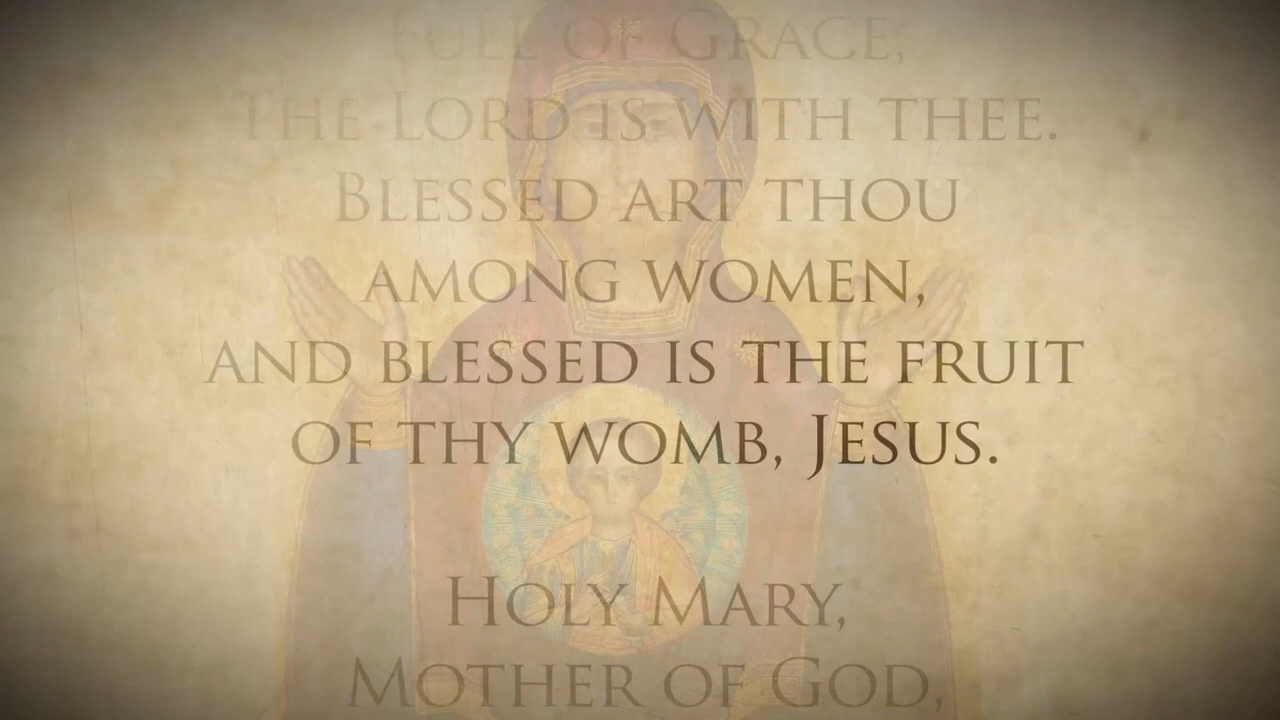 Full of Grace;
The Lord is with thee.
Blessed art thou
among women,
and blessed is the fruit
of thy womb, Jesus.
Holy Mary,
Mother of God,